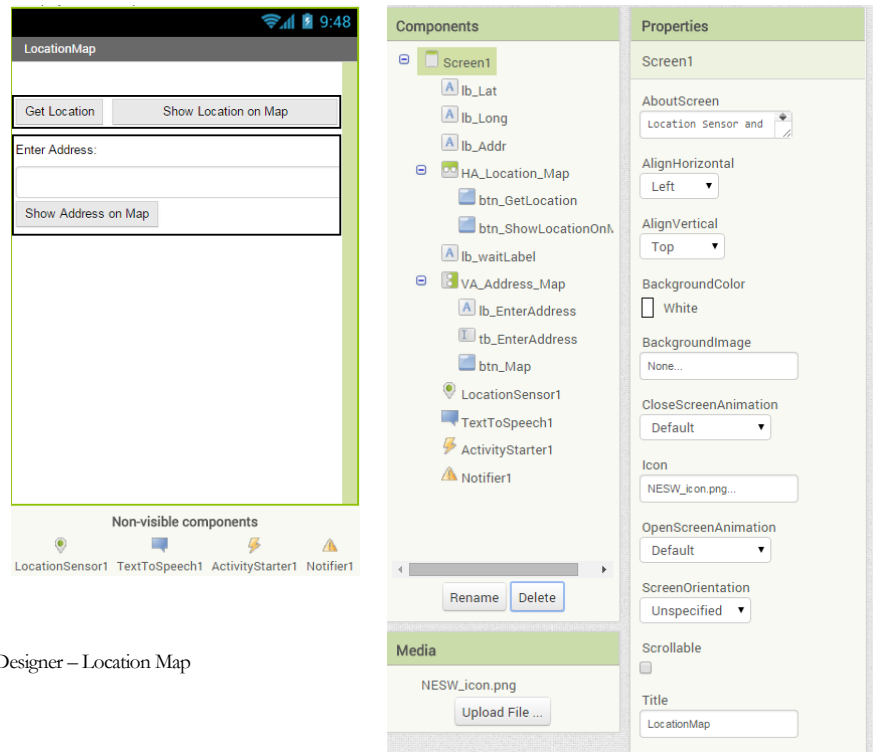 9:48
LocationMap
Get Location
Show Location on Map
Enter Address:
Show Address on Map
Non-visible components
LocationSensor1
TextToSpeech1
ActivityStarter1
Notifier1
Designer – Location Map
Components
Screen1
lb_Lat
lb_Long
lb_Addr
HA_Location_Map
btn_GetLocation
btn_ShowLocationOnM
lb_waitLabel
VA_Address_Map
lb_EnterAddress
tb_EnterAddress
btn_Map
LocationSensor1
TextToSpeech1
ActivityStarter1
Notifier1
Rename
Delete
Media
NESW_icon.png
Upload File ...
Properties
Screen1
AboutScreen
Location Sensor and
AlignHorizontal
Left
AlignVertical
Top
BackgroundColor
White
BackgroundImage
None...
CloseScreenAnimation
Default
Icon
NESW_icon.png...
OpenScreenAnimation
Default
ScreenOrientation
Unspecified
Scrollable
Title
LocationMap